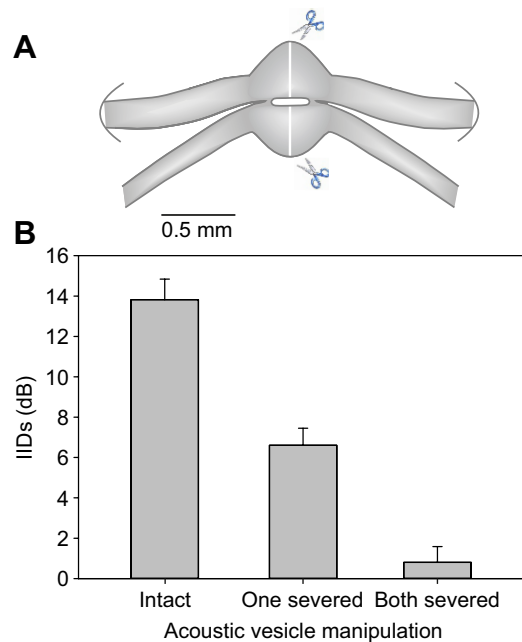 A
0.5 mm
B
16
14
12
10
8
6
4
2
0
IIDs (dB)
Intact One severed Both severed
Acoustic vesicle manipulation